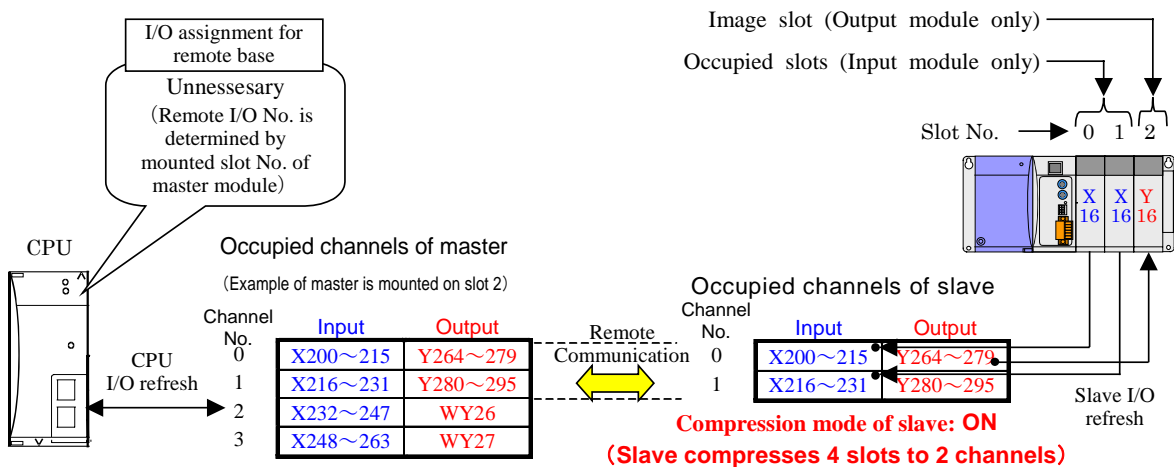 I/O assignment for
remote base
Unnessesary
(Remote I/O No. is
determined by
mounted slot No. of
master module)
Image slot (Output module only)
Occupied slots (Input module only)
Slot No. 0 1 2
X
16
X
16
Y
16
CPU
Occupied channels of master
(Example of master is mounted on slot 2)
Channel
No.
Input Output
0 X200～215 Y264～279
1 X216～231 Y280～295
2 X232～247 WY26
3 X248～263 WY27
CPU
I/O refresh
Remote
Communication
Occupied channels of slave
Channel
No.
Input Output
0 X200～215 Y264～279
1 X216～231 Y280～295
Slave I/O
refresh
Compression mode of slave: ON
(Slave compresses 4 slots to 2 channels)